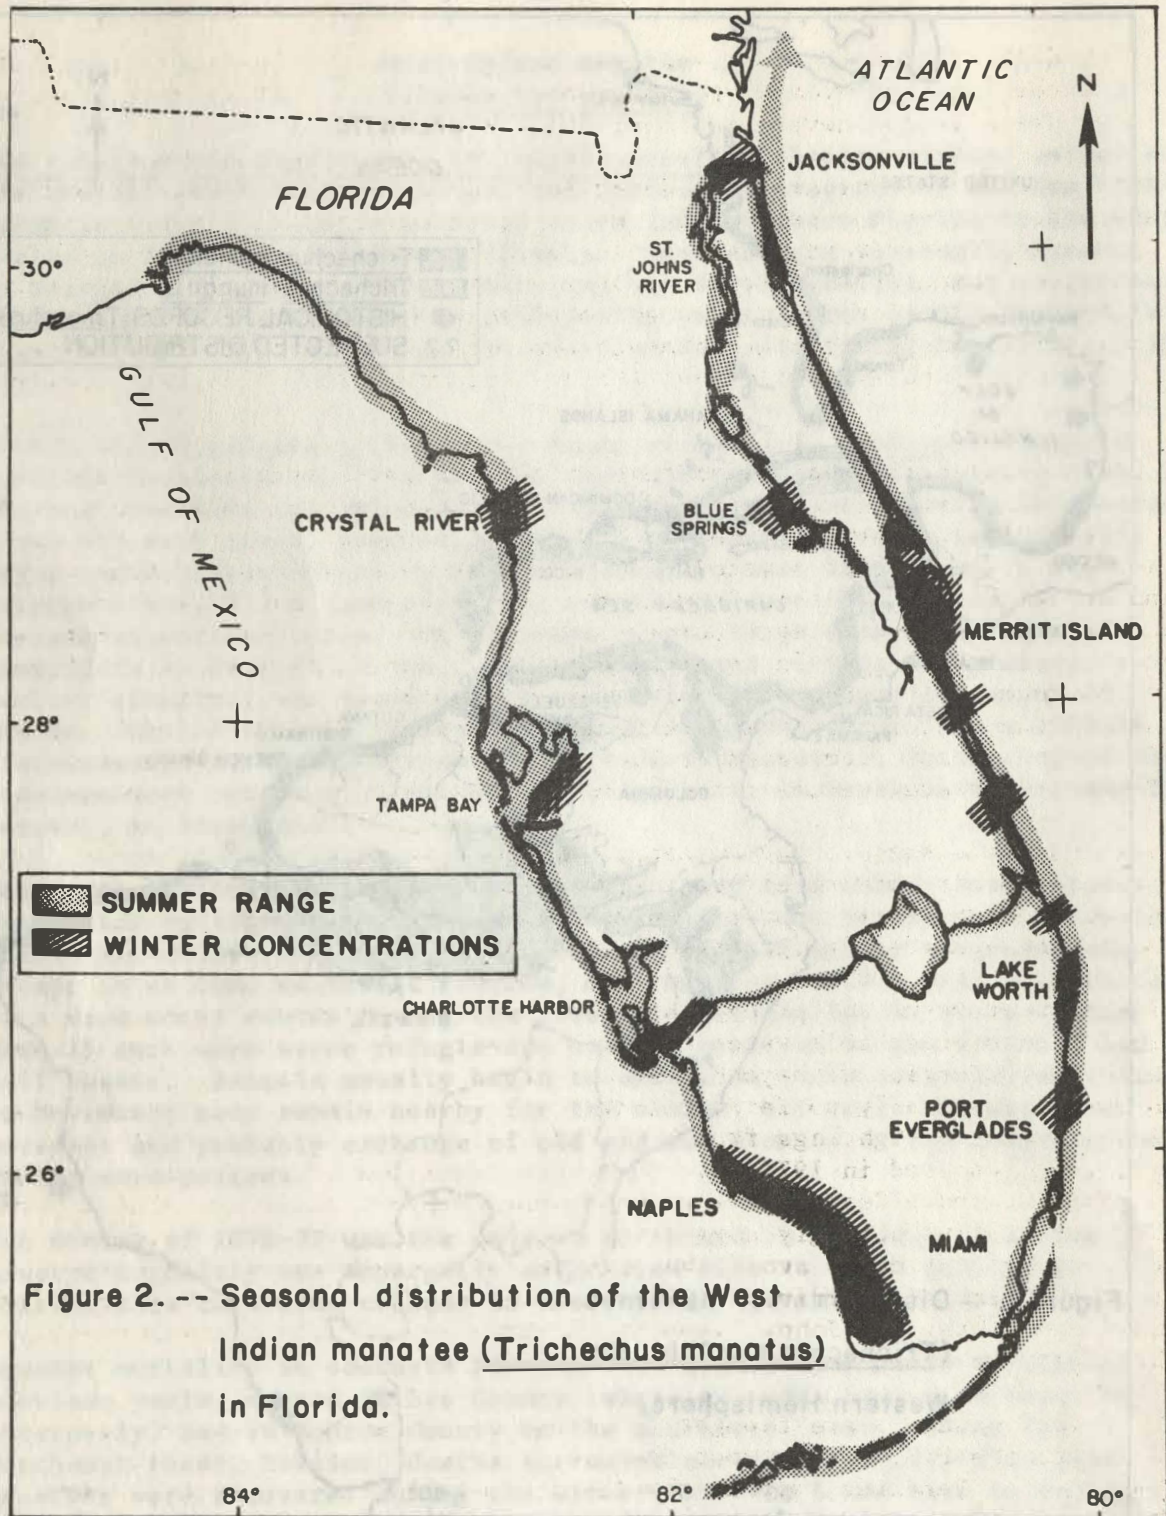 ATLANTIC
OCEAN
N
JACKSONVILLE
FLORIDA
ST.
JOHNS
RIVER
30°
GULF OF MEXICO
CRYSTAL RIVER
BLUE
SPRINGS
MERRIT ISLAND
28°
TAMPA BAY
SUMMER RANGE
WINTER CONCENTRATIONS
CHARLOTTE HARBOR
LAKE
WORTH
PORT
EVERGLADES
26°
NAPLES
MIAMI
Figure 2. -- Seasonal distribution of the West
Indian manatee (Trichechus manatus)
in Florida.
84°
82°
80°